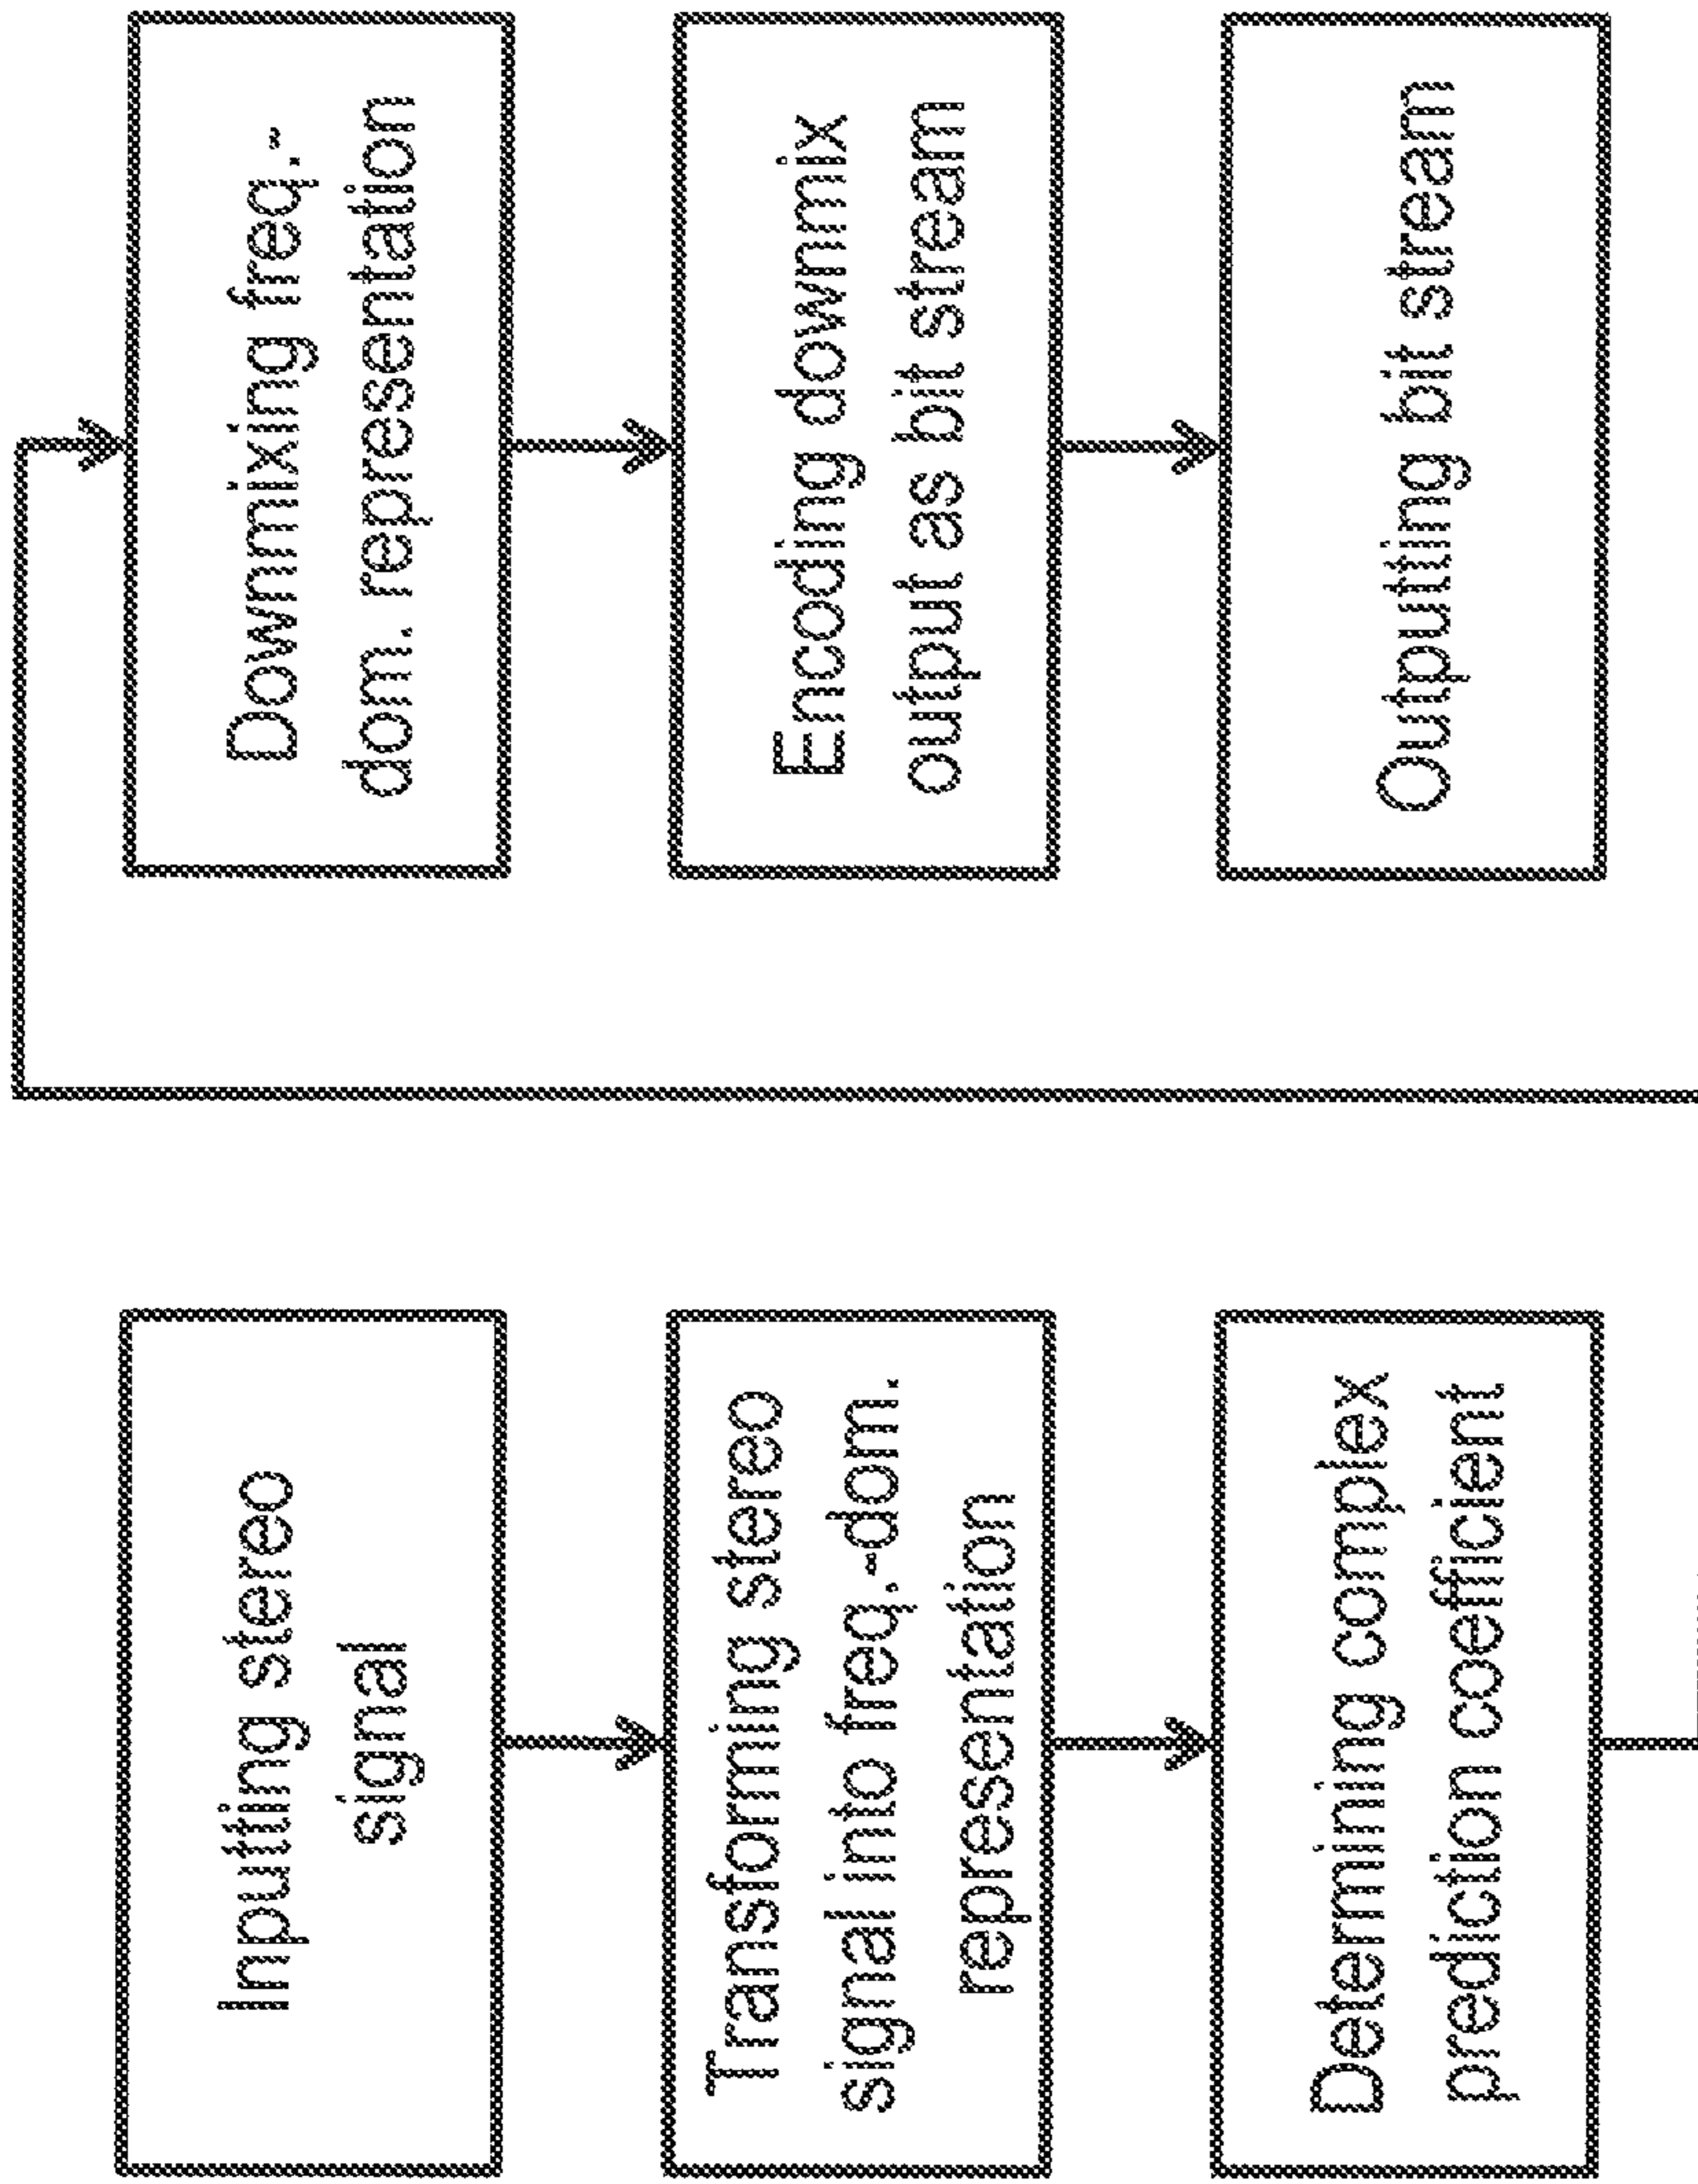 Inputting stereo
signal
Transforming stereo
signal into freq.-dom.
representation
Determining complex
prediction coefficient
Downmixing freq.-
dom. representation
Encoding downmix
output as bit stream
Outputting bit stream